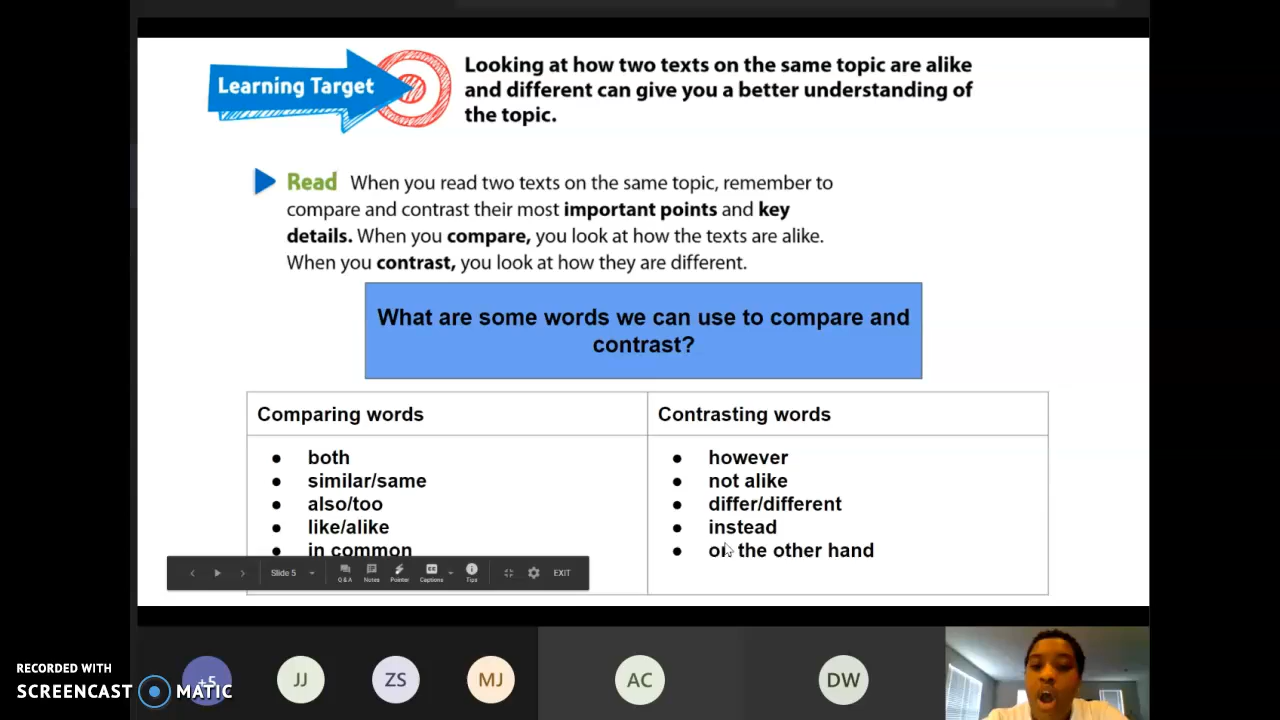 Learning Target
Looking at how two texts on the same topic are alike
and different can give you a better understanding of
the topic.
Read When you read two texts on the same topic, remember to
compare and contrast their most important points and key
details. When you compare, you look at how the texts are alike.
When you contrast, you look at how they are different.
What are some words we can use to compare and
contrast?
Comparing words
both
similar/same
also/too
like/alike
in common
Contrasting words
however
not alike
differ/different
instead
on the other hand
Slide 5
Q & A
Notes
Pointer
Captions
Tips
EXIT
+5
JJ
ZS
MJ
AC
DW
RECORDED WITH
SCREENCAST MATIC